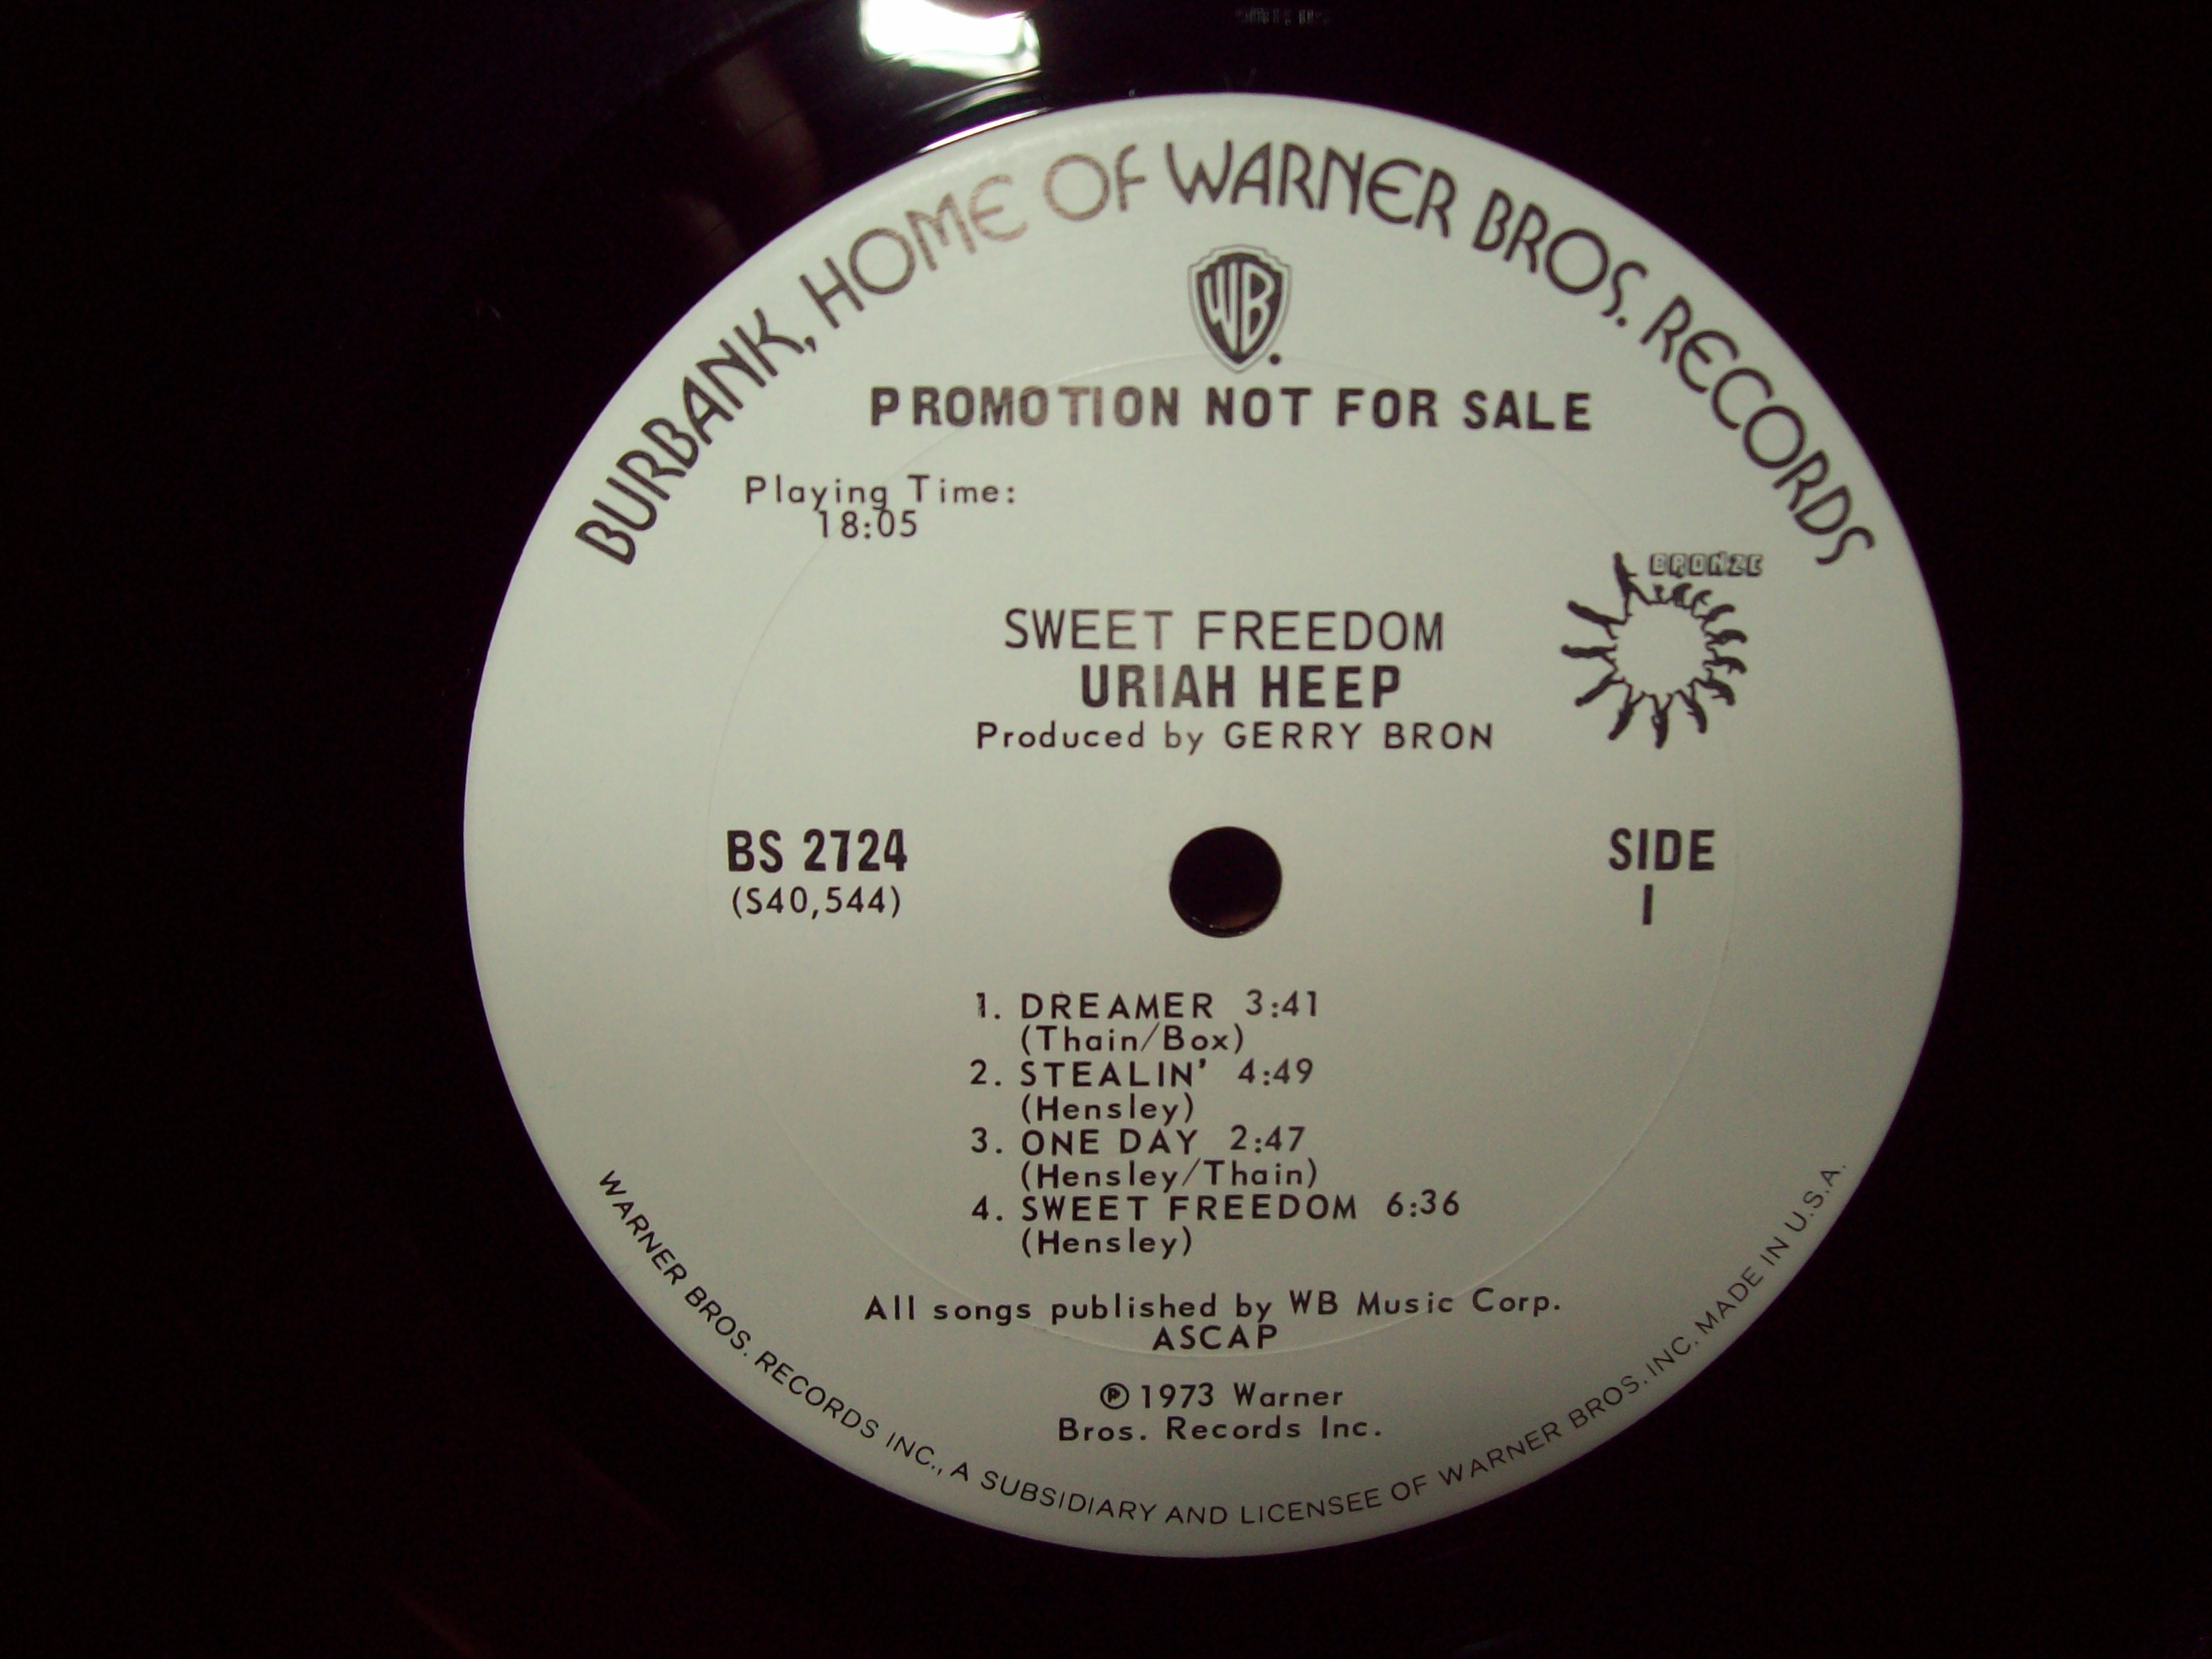 BURBANK, HOME OF WARNER BROS. RECORDS
WB
PROMOTION NOT FOR SALE
Playing Time:
18:05
BRONZE
SWEET FREEDOM
URIAH HEEP
Produced by GERRY BRON
BS 2724
(S40,544)
SIDE
1
1. DREAMER 3:41
(Thain/Box)
2. STEALIN' 4:49
(Hensley)
3. ONE DAY 2:47
(Hensley/Thain)
4. SWEET FREEDOM 6:36
(Hensley)
All songs published by WB Music Corp.
ASCAP
℗ 1973 Warner
Bros. Records Inc.
WARNER BROS. RECORDS INC., A SUBSIDIARY AND LICENSEE OF WARNER BROS. INC. MADE IN U.S.A.